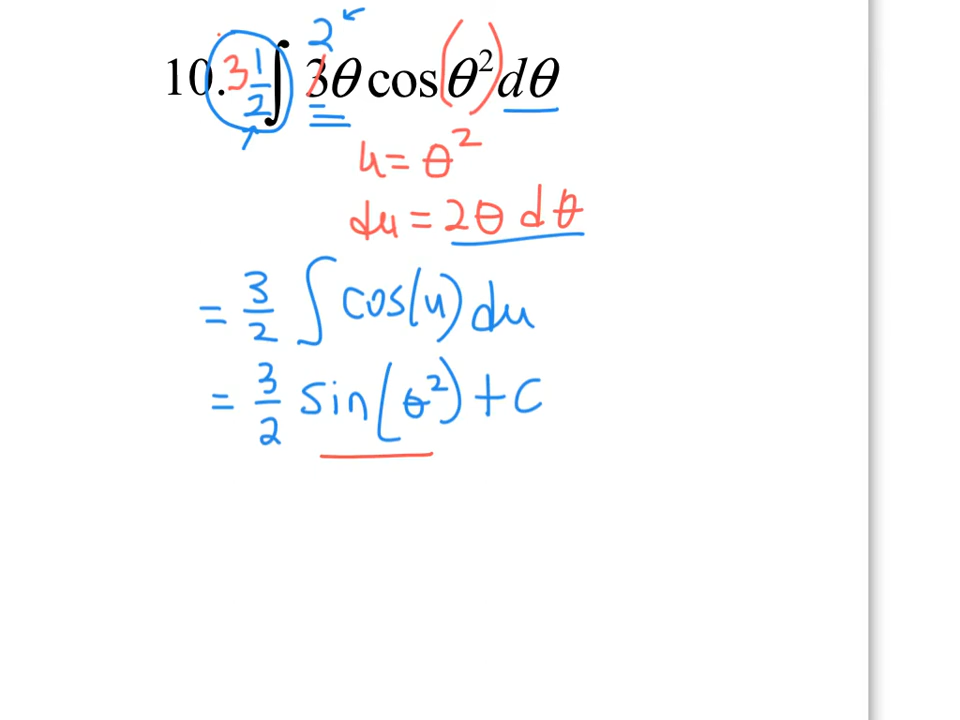 2
10. 3 1/2 ∫ 3θ cos(θ²) dθ
u = θ²
du = 2θ dθ
= 3/2 ∫ cos(u) du
= 3/2 sin(θ²) + C